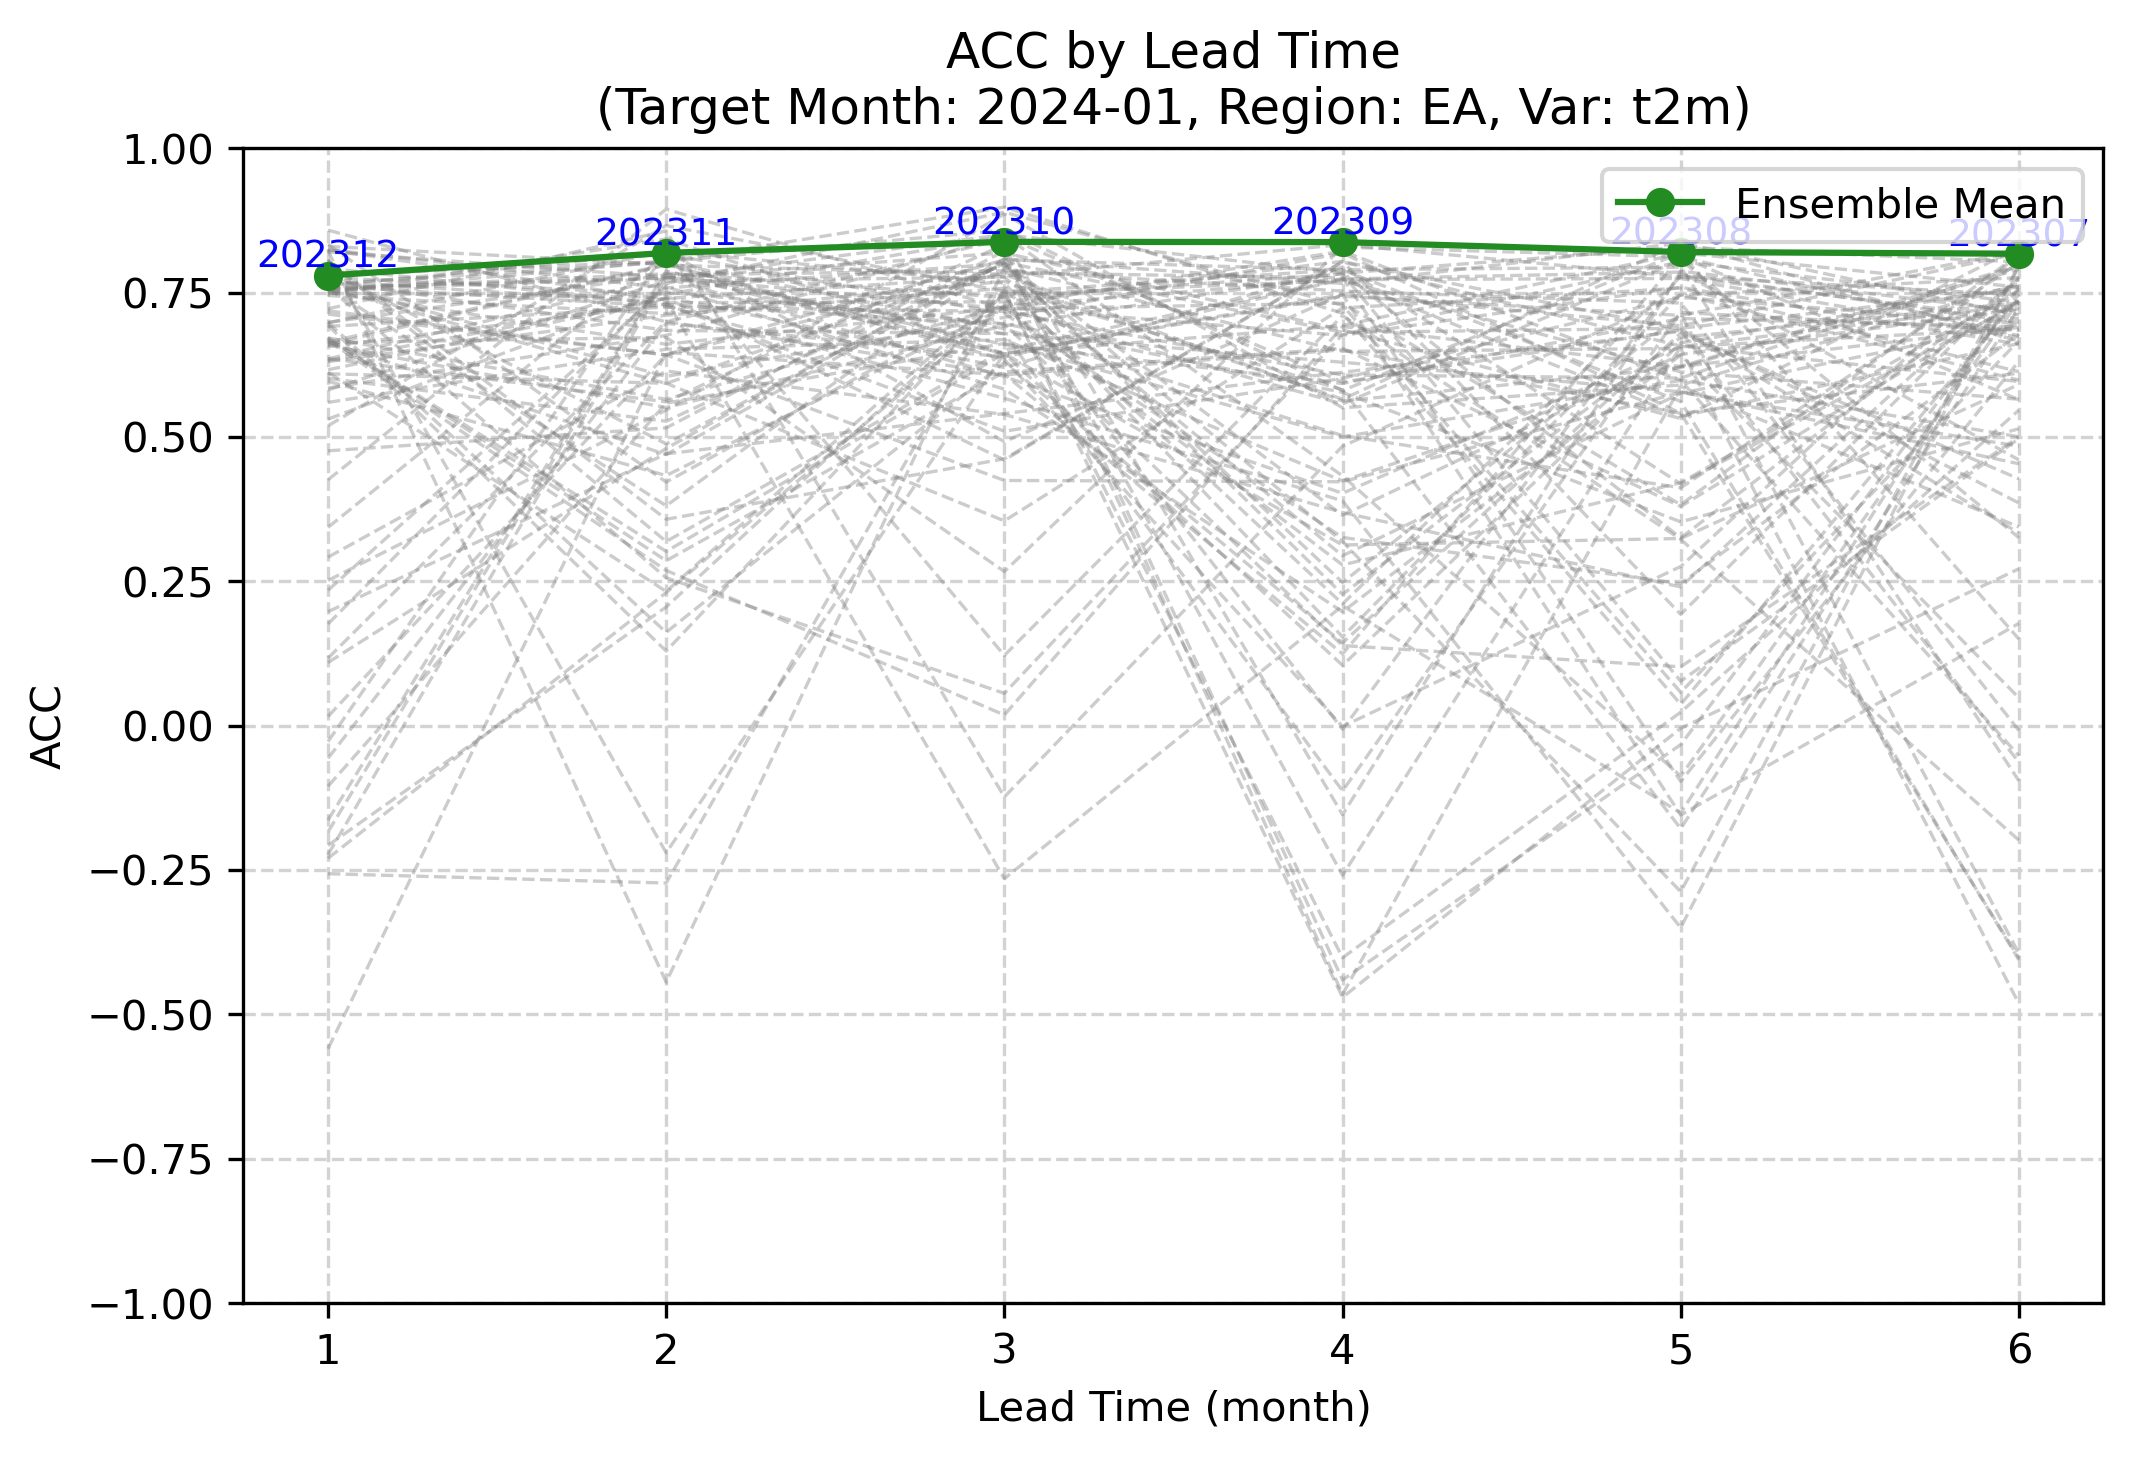 ACC by Lead Time
(Target Month: 2024-01, Region: EA, Var: t2m)
1.00
0.75
0.50
0.25
0.00
−0.25
−0.50
−0.75
−1.00
ACC
202312
202311
202310
202309
202308
202307
Ensemble Mean
1 2 3 4 5 6
Lead Time (month)